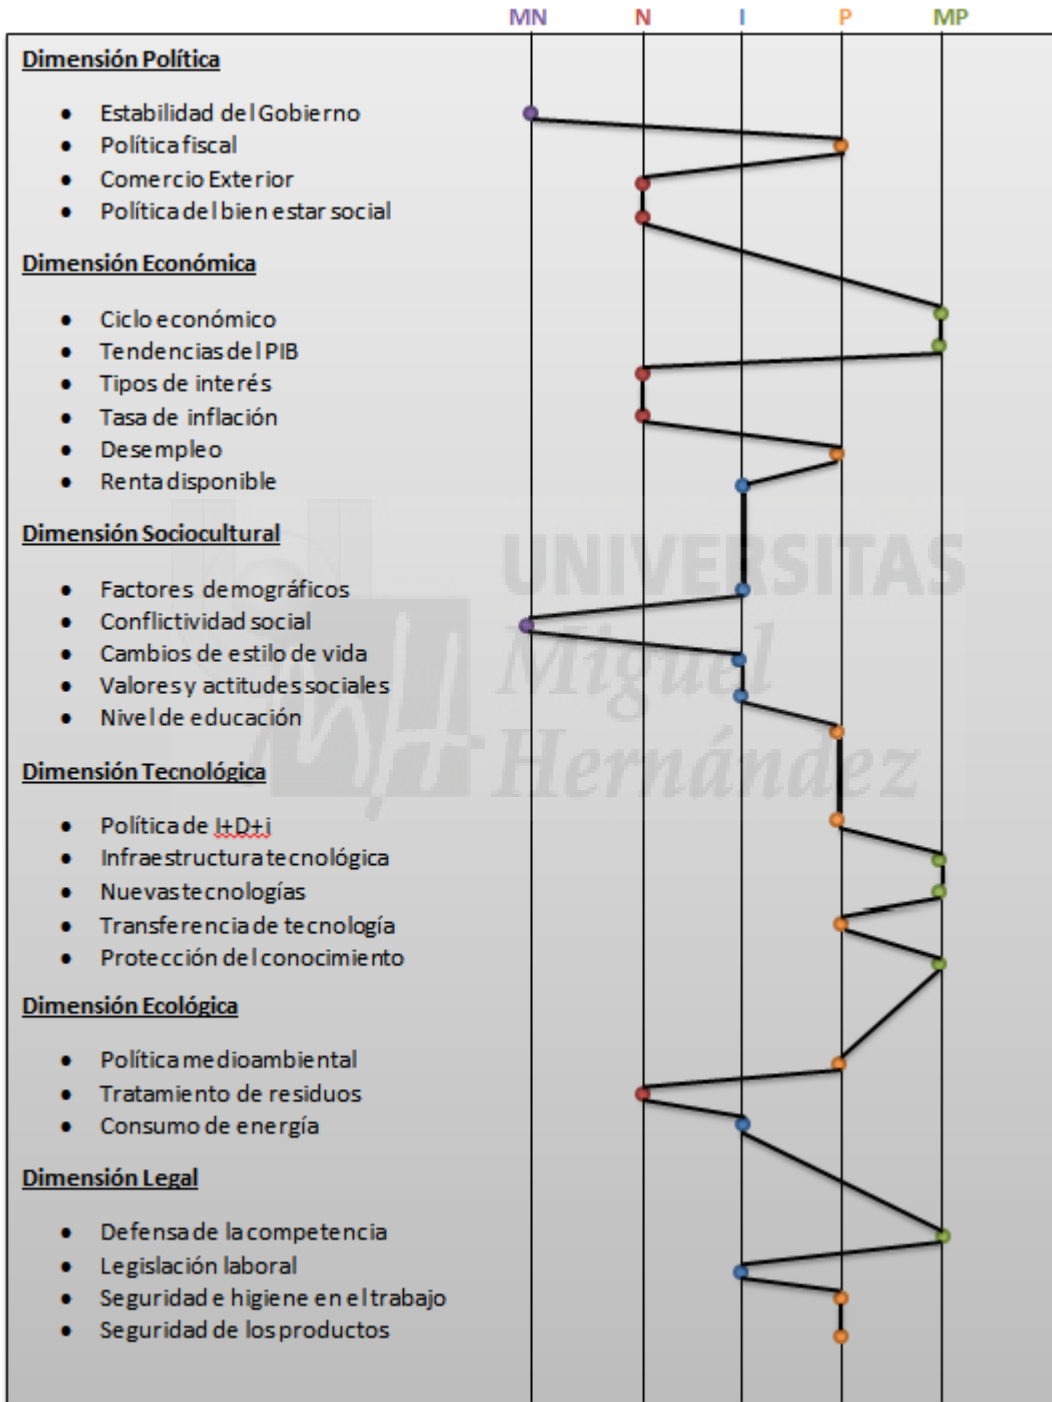 MN N I P MP
Dimensión Política
• Estabilidad del Gobierno
• Política fiscal
• Comercio Exterior
• Política del bien estar social
Dimensión Económica
• Ciclo económico
• Tendencias del PIB
• Tipos de interés
• Tasa de inflación
• Desempleo
• Renta disponible
Dimensión Sociocultural
• Factores demográficos
• Conflictividad social
• Cambios de estilo de vida
• Valores y actitudes sociales
• Nivel de educación
Dimensión Tecnológica
• Política de I+D+i
• Infraestructura tecnológica
• Nuevas tecnologías
• Transferencia de tecnología
• Protección del conocimiento
Dimensión Ecológica
• Política medioambiental
• Tratamiento de residuos
• Consumo de energía
Dimensión Legal
• Defensa de la competencia
• Legislación laboral
• Seguridad e higiene en el trabajo
• Seguridad de los productos
UNIVERSITAS
Miguel
Hernández